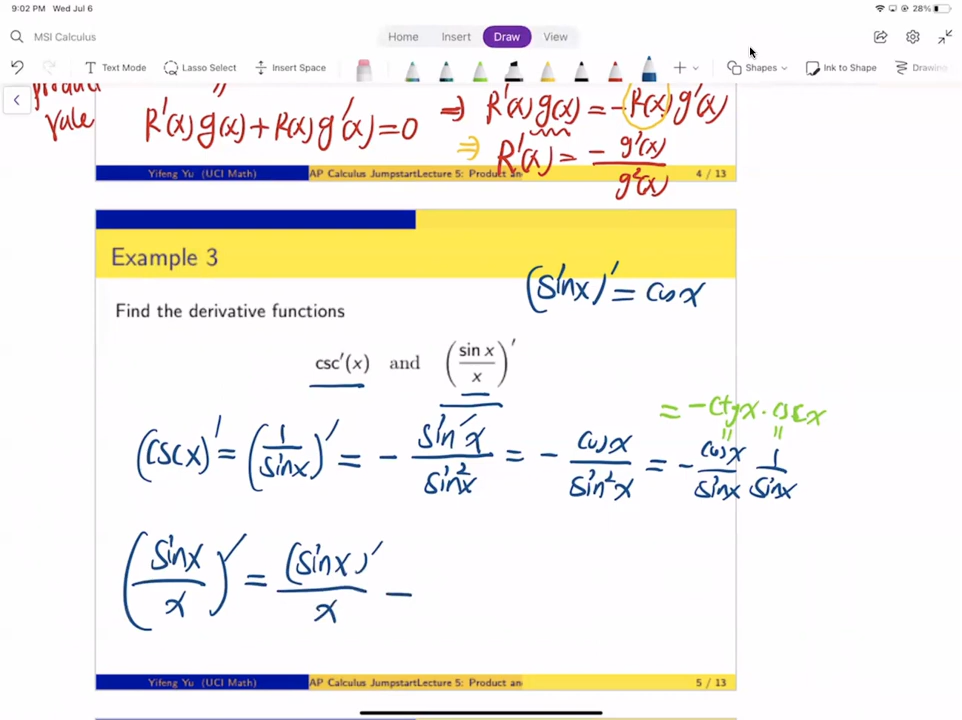 9:02 PM Wed Jul 6
28%
MSI Calculus
Home Insert Draw View
Text Mode Lasso Select Insert Space Shapes Ink to Shape Drawing
product
rule
R'(x)g(x)+R(x)g'(x)=0
⇒ R'(x)g(x)=-R(x)g'(x)
⇒ R'(x)= - g'(x)/g²(x)
Yifeng Yu (UCI Math) AP Calculus JumpstartLecture 5: Product an 4 / 13
Example 3
(sinx)' = cosx
Find the derivative functions
csc'(x) and (sin x / x)'
= -ctgx·cscx
(cscx)' = (1/sinx)' = - sin'x/sin²x = - cosx/sin²x = - cosx/sinx 1/sinx
(sinx/x)' = (sinx)'/x -
Yifeng Yu (UCI Math) AP Calculus JumpstartLecture 5: Product an 5 / 13